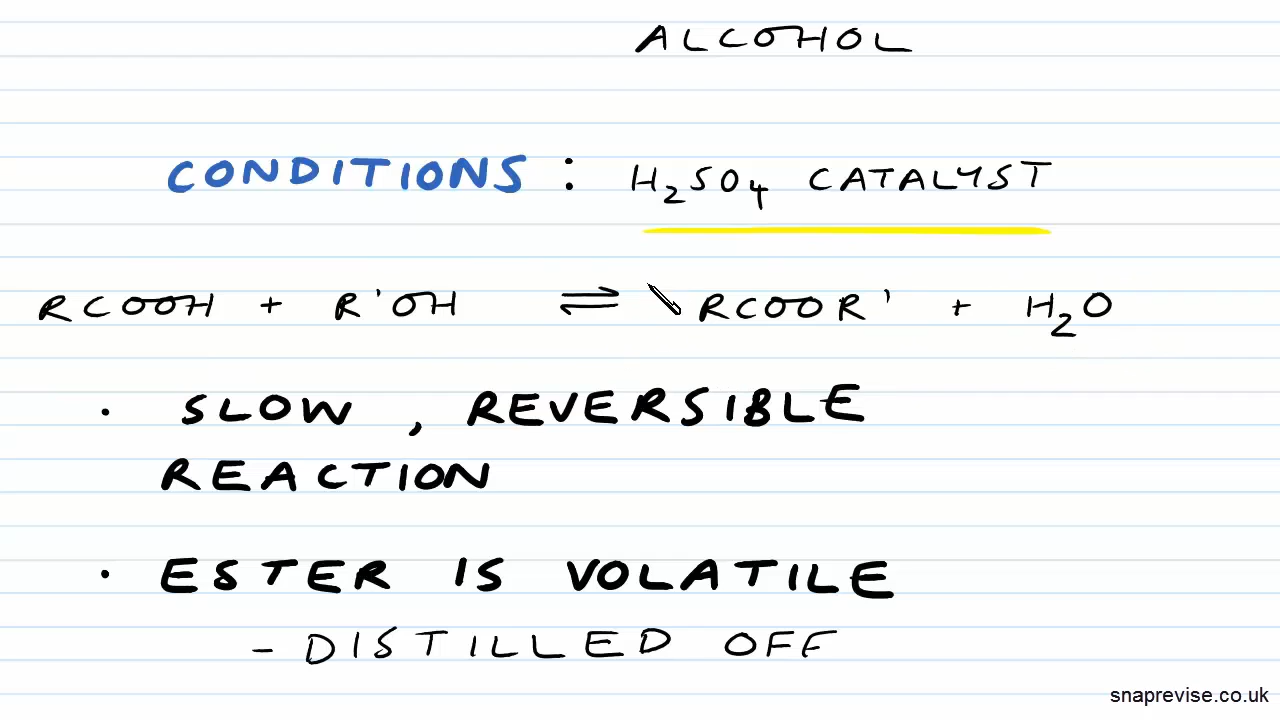 ALCOHOL
CONDITIONS : H₂SO₄ CATALYST
RCOOH + R'OH ⇌ RCOOR' + H₂O
· SLOW, REVERSIBLE
REACTION
· ESTER IS VOLATILE
- DISTILLED OFF
snaprevise.co.uk